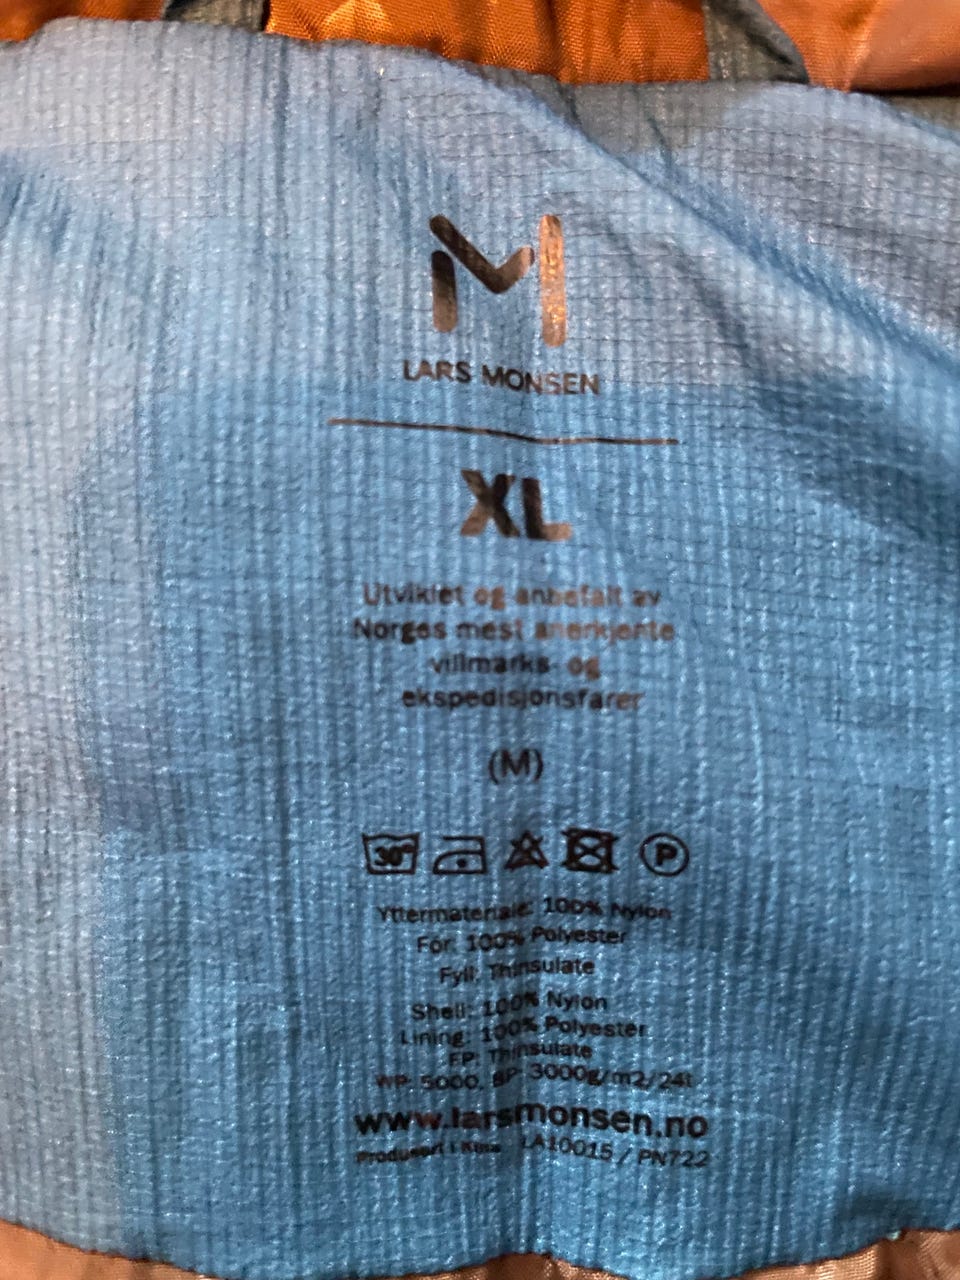 M
LARS MONSEN
XL
Utviklet og anbefalt av
Norges mest anerkjente
villmarks- og
ekspedisjonsfarer
(M)
30° P
Yttermateriale: 100% Nylon
Fôr: 100% Polyester
Fyll: Thinsulate
Shell: 100% Nylon
Lining: 100% Polyester
FP: Thinsulate
WP: 5000, BP: 3000g/m2/24t
www.larsmonsen.no
Produsert i Kina LA10015 / PN722